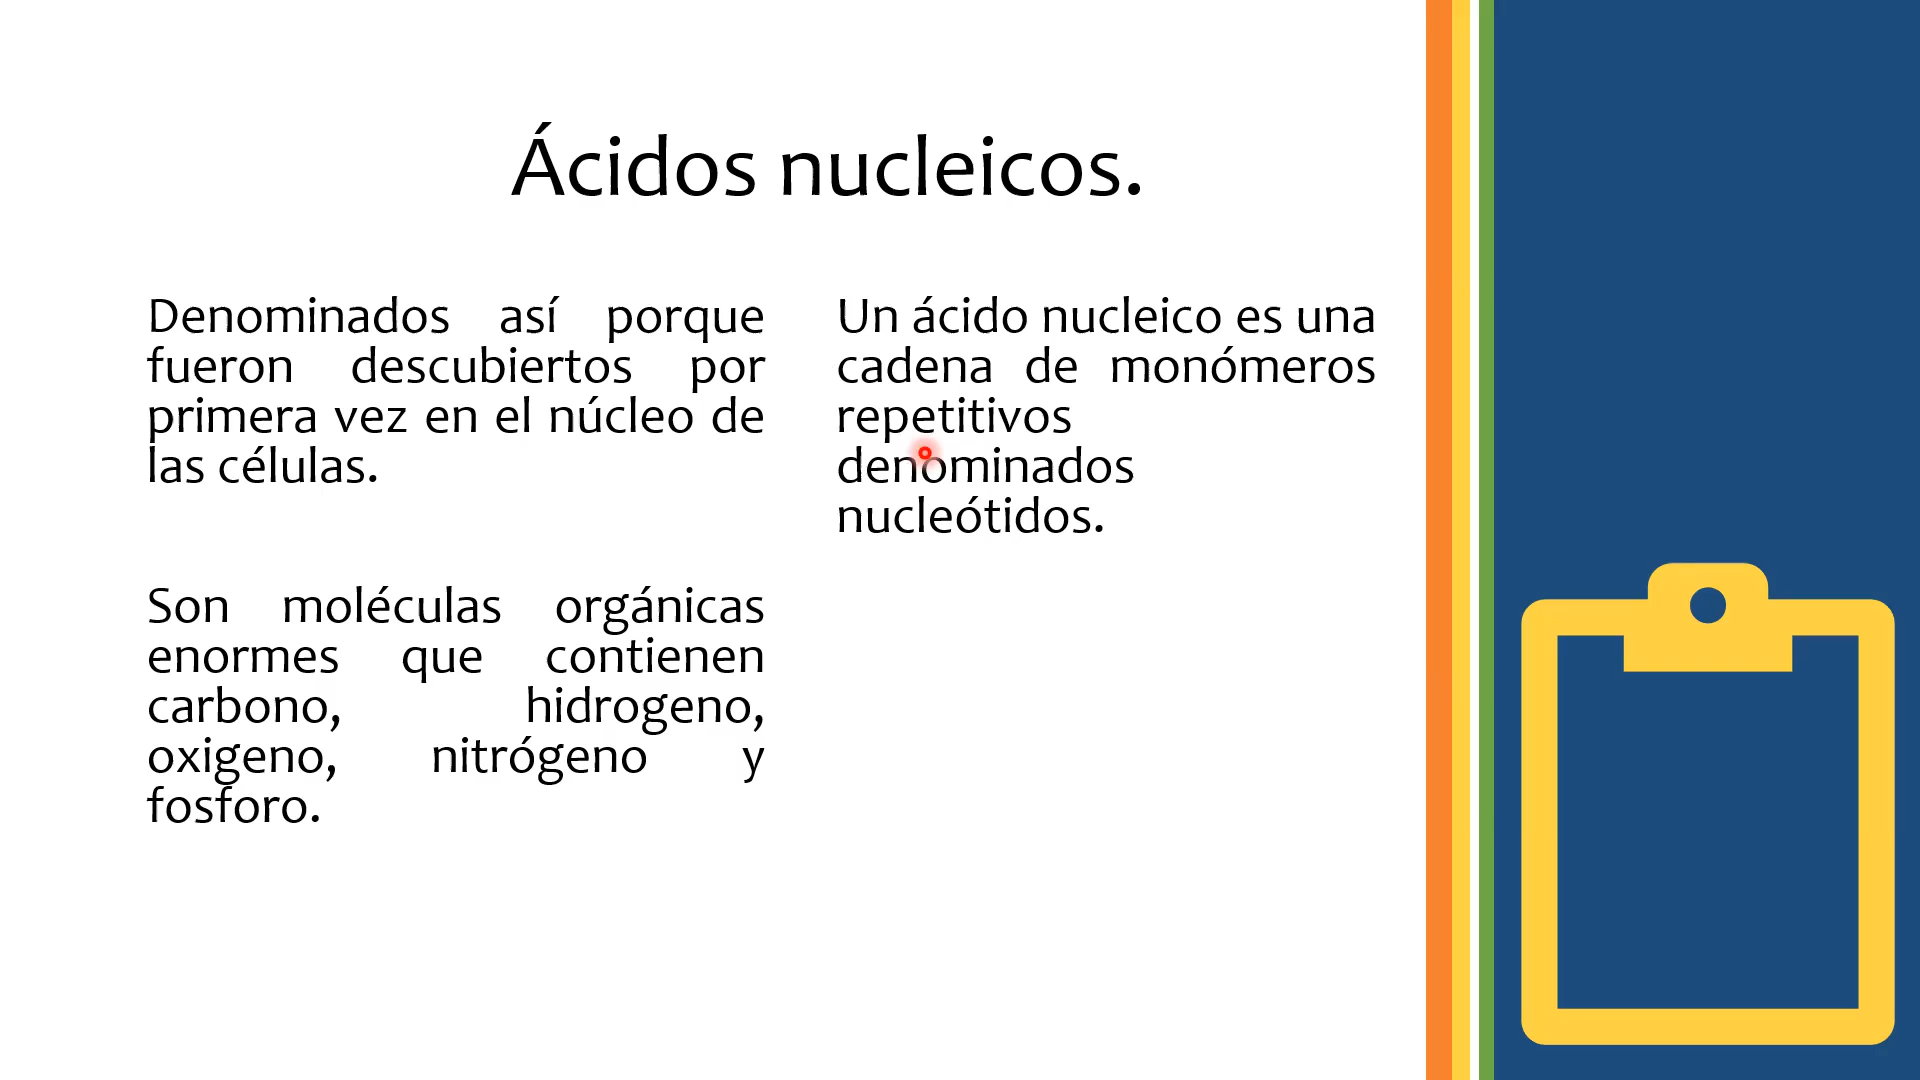 Ácidos nucleicos.
Denominados así porque
fueron descubiertos por
primera vez en el núcleo de
las células.
Son moléculas orgánicas
enormes que contienen
carbono, hidrogeno,
oxigeno, nitrógeno y
fosforo.
Un ácido nucleico es una
cadena de monómeros
repetitivos
denominados
nucleótidos.